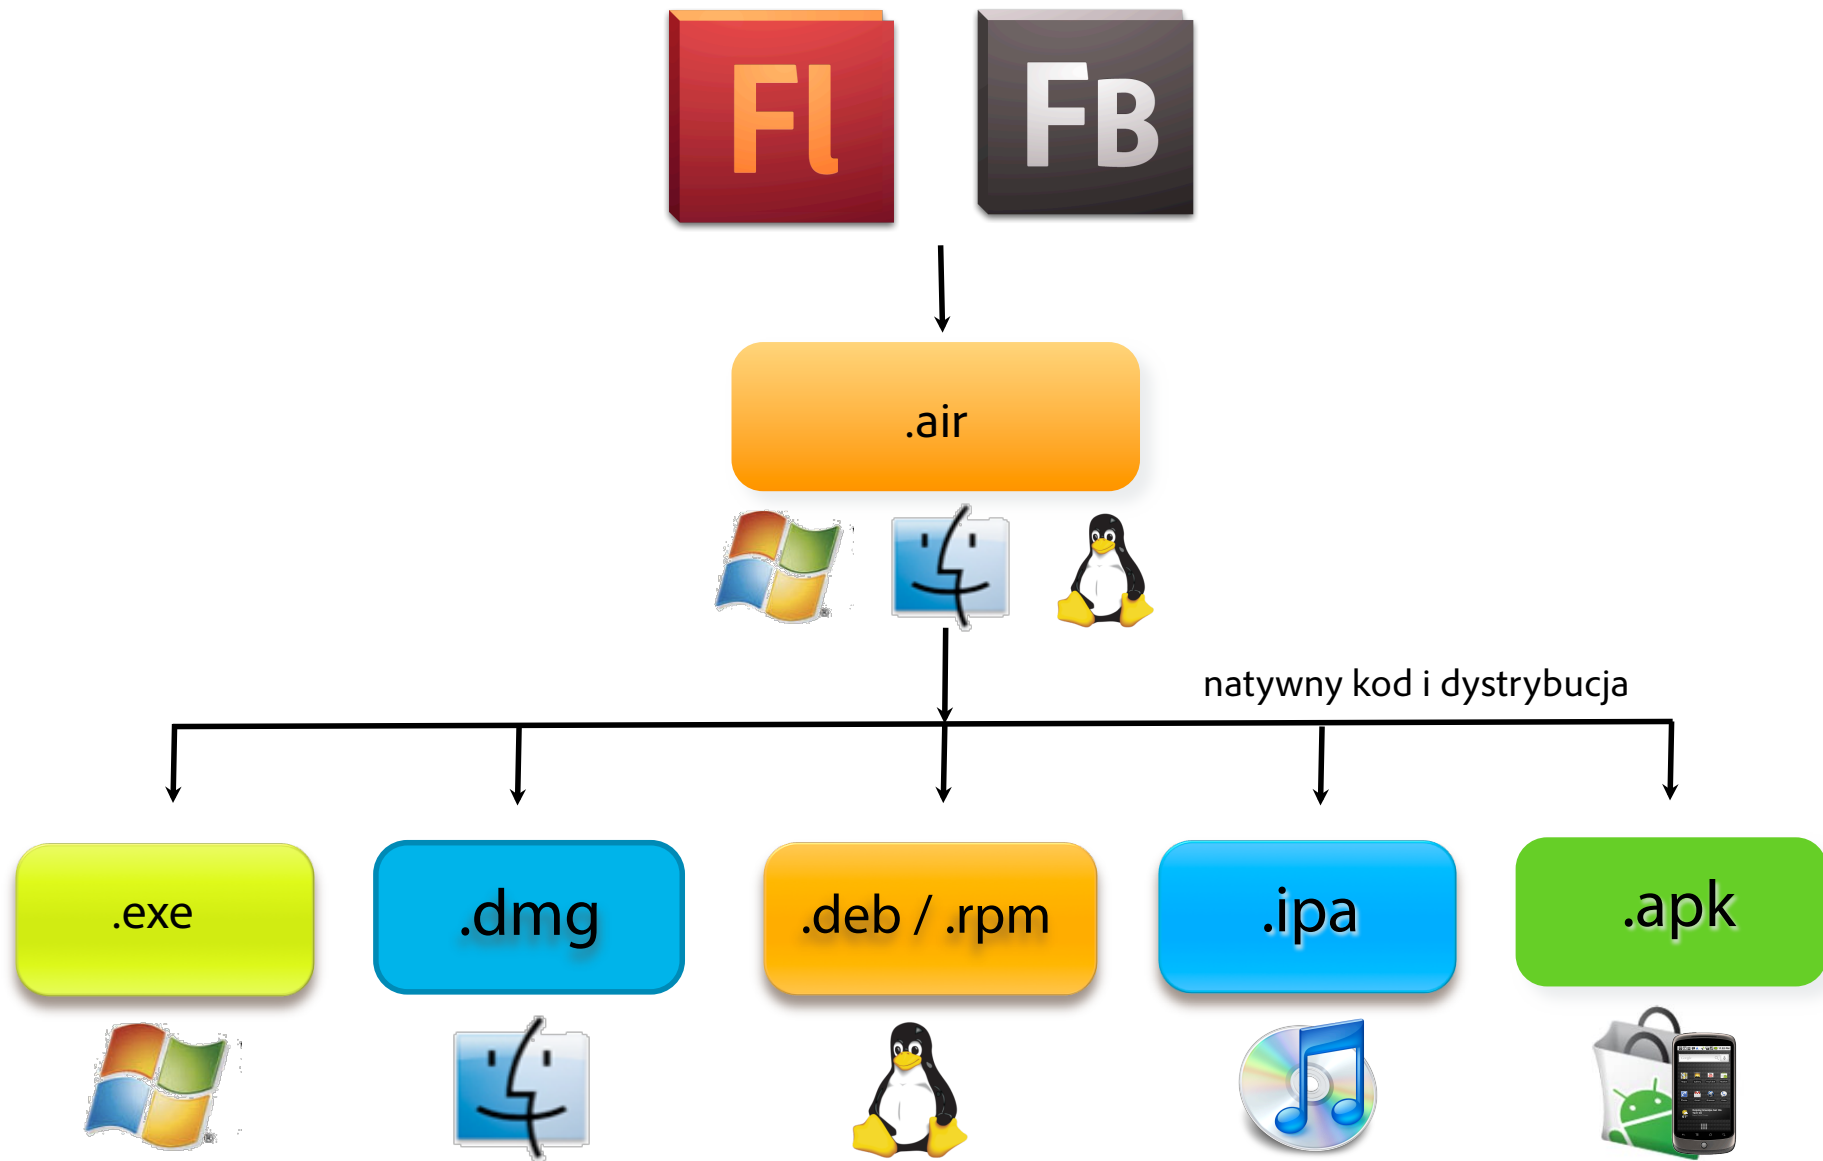 Fl
FB
.air
natywny kod i dystrybucja
.exe
.dmg
.deb / .rpm
.ipa
.apk